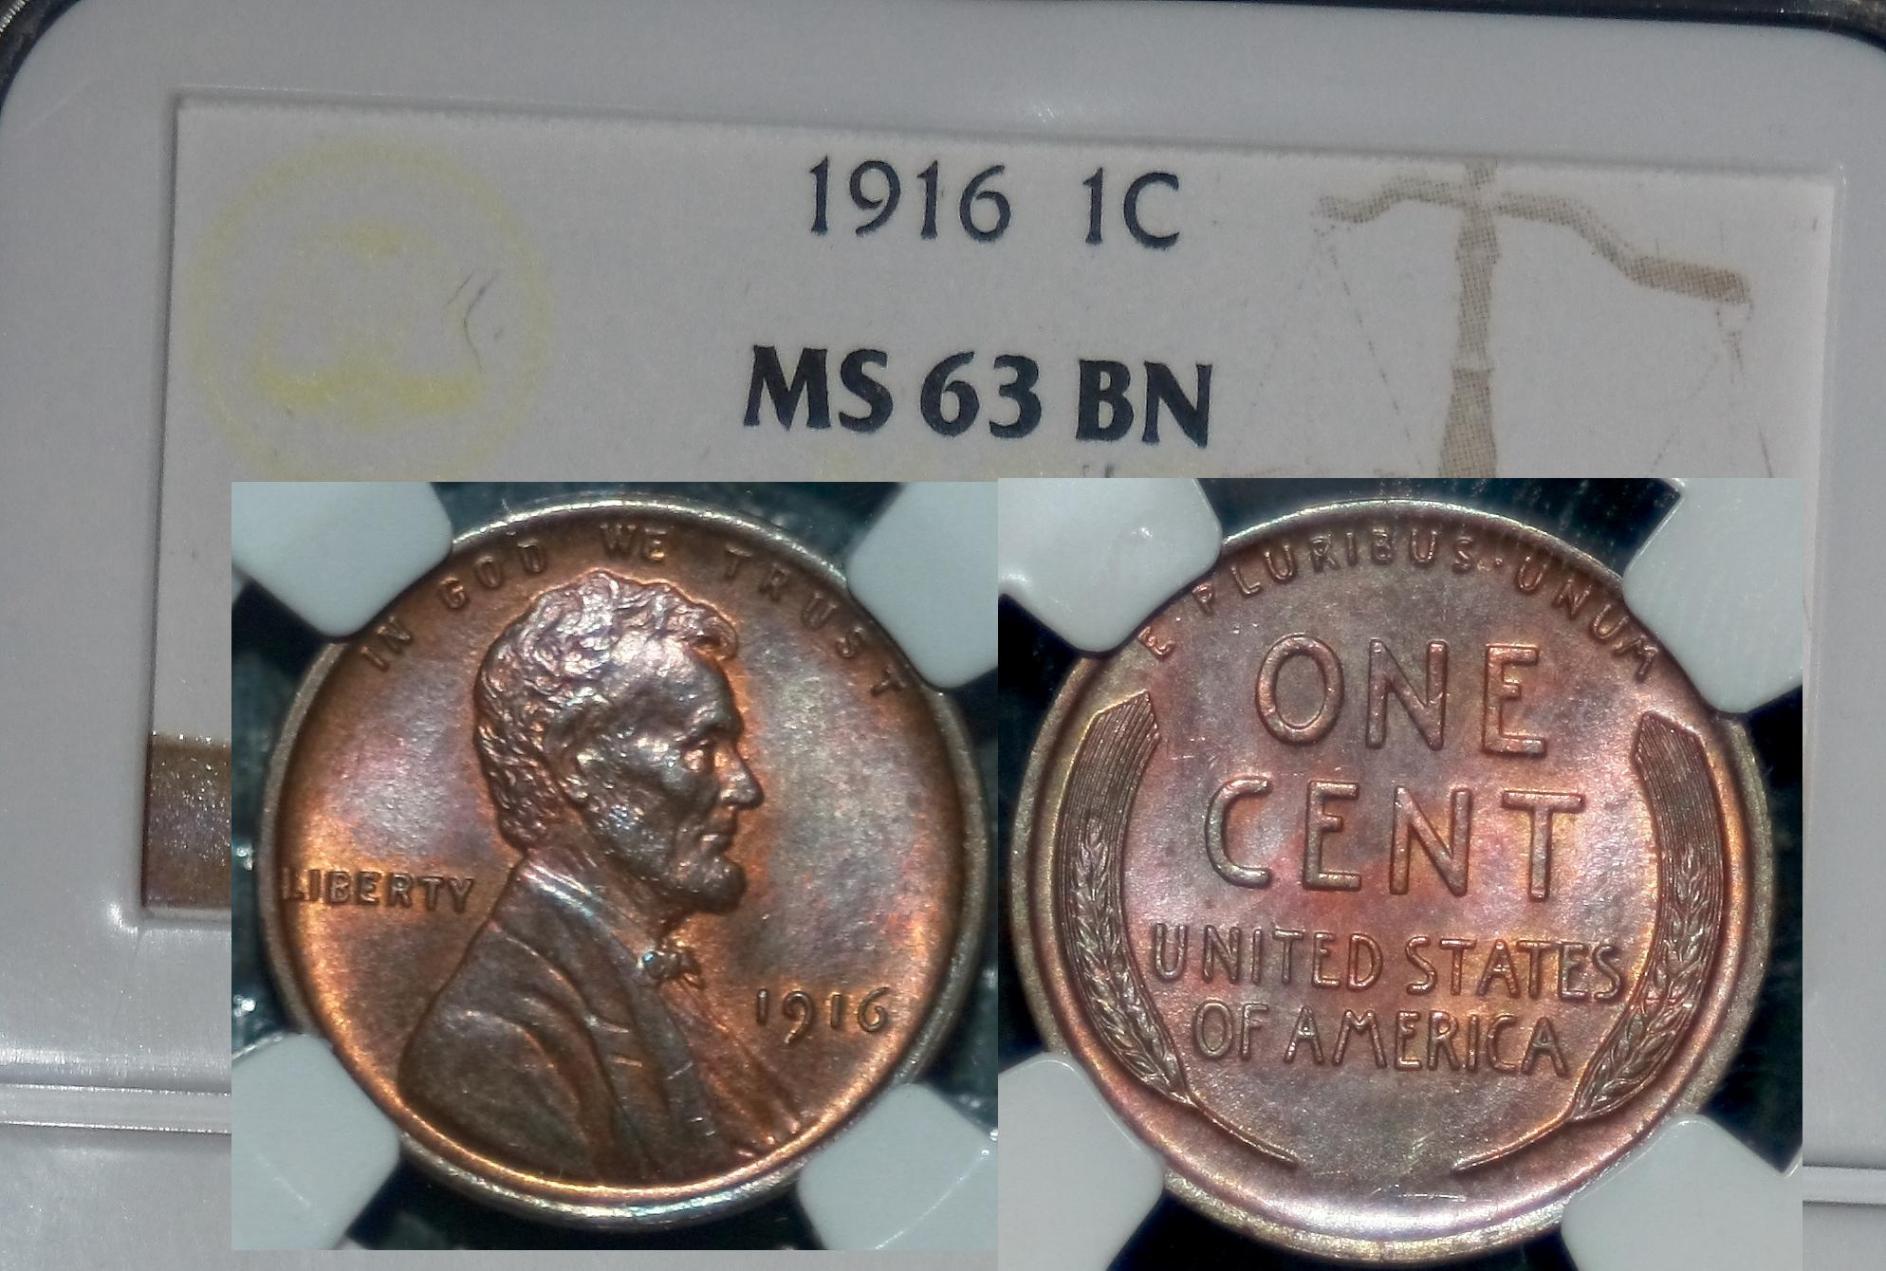 1916 1C
MS 63 BN
IN GOD WE TRUST
LIBERTY
1916
E PLURIBUS·UNUM
ONE
CENT
UNITED STATES
OF AMERICA